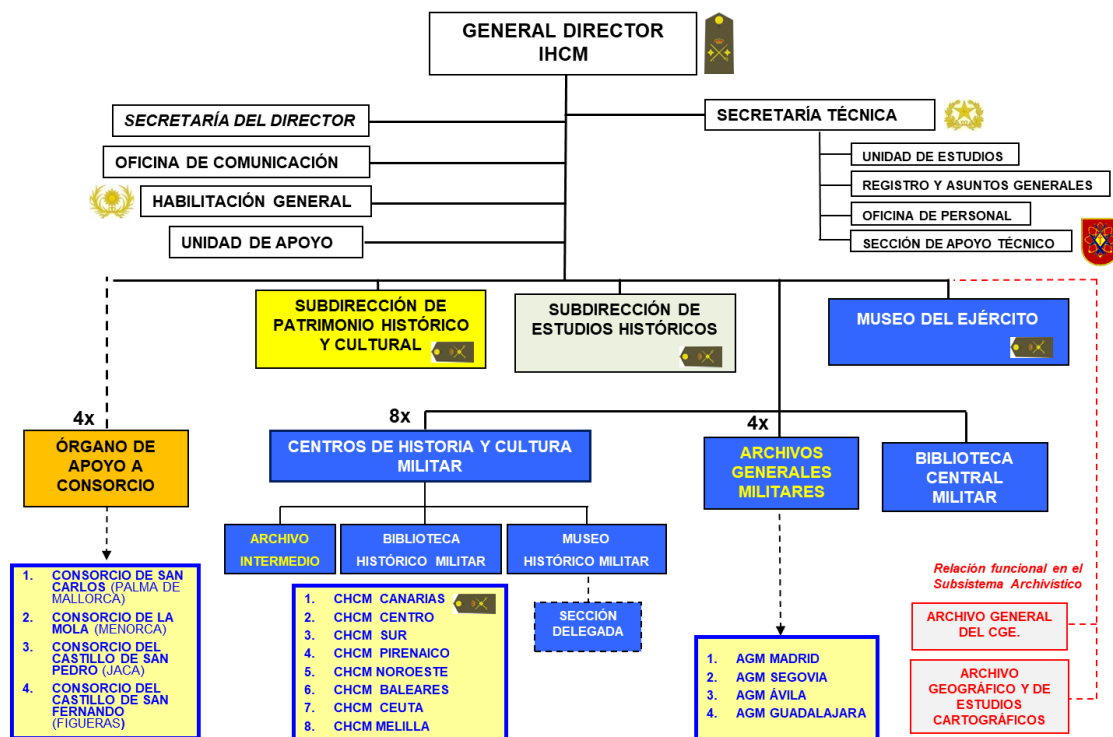 GENERAL DIRECTOR
IHCM
SECRETARÍA DEL DIRECTOR
SECRETARÍA TÉCNICA
OFICINA DE COMUNICACIÓN
UNIDAD DE ESTUDIOS
REGISTRO Y ASUNTOS GENERALES
HABILITACIÓN GENERAL
OFICINA DE PERSONAL
UNIDAD DE APOYO
SECCIÓN DE APOYO TÉCNICO
SUBDIRECCIÓN DE
PATRIMONIO HISTÓRICO
Y CULTURAL
SUBDIRECCIÓN DE
ESTUDIOS HISTÓRICOS
MUSEO DEL EJÉRCITO
4x
ÓRGANO DE
APOYO A
CONSORCIO
8x
CENTROS DE HISTORIA Y CULTURA
MILITAR
4x
ARCHIVOS
GENERALES
MILITARES
BIBLIOTECA
CENTRAL
MILITAR
ARCHIVO
INTERMEDIO
BIBLIOTECA
HISTÓRICO MILITAR
MUSEO
HISTÓRICO MILITAR
SECCIÓN
DELEGADA
1. CONSORCIO DE SAN
CARLOS (PALMA DE
MALLORCA)
2. CONSORCIO DE LA
MOLA (MENORCA)
3. CONSORCIO DEL
CASTILLO DE SAN
PEDRO (JACA)
4. CONSORCIO DEL
CASTILLO DE SAN
FERNANDO
(FIGUERAS)
1. CHCM CANARIAS
2. CHCM CENTRO
3. CHCM SUR
4. CHCM PIRENAICO
5. CHCM NOROESTE
6. CHCM BALEARES
7. CHCM CEUTA
8. CHCM MELILLA
1. AGM MADRID
2. AGM SEGOVIA
3. AGM ÁVILA
4. AGM GUADALAJARA
Relación funcional en el
Subsistema Archivístico
ARCHIVO GENERAL
DEL CGE.
ARCHIVO
GEOGRÁFICO Y DE
ESTUDIOS
CARTOGRÁFICOS